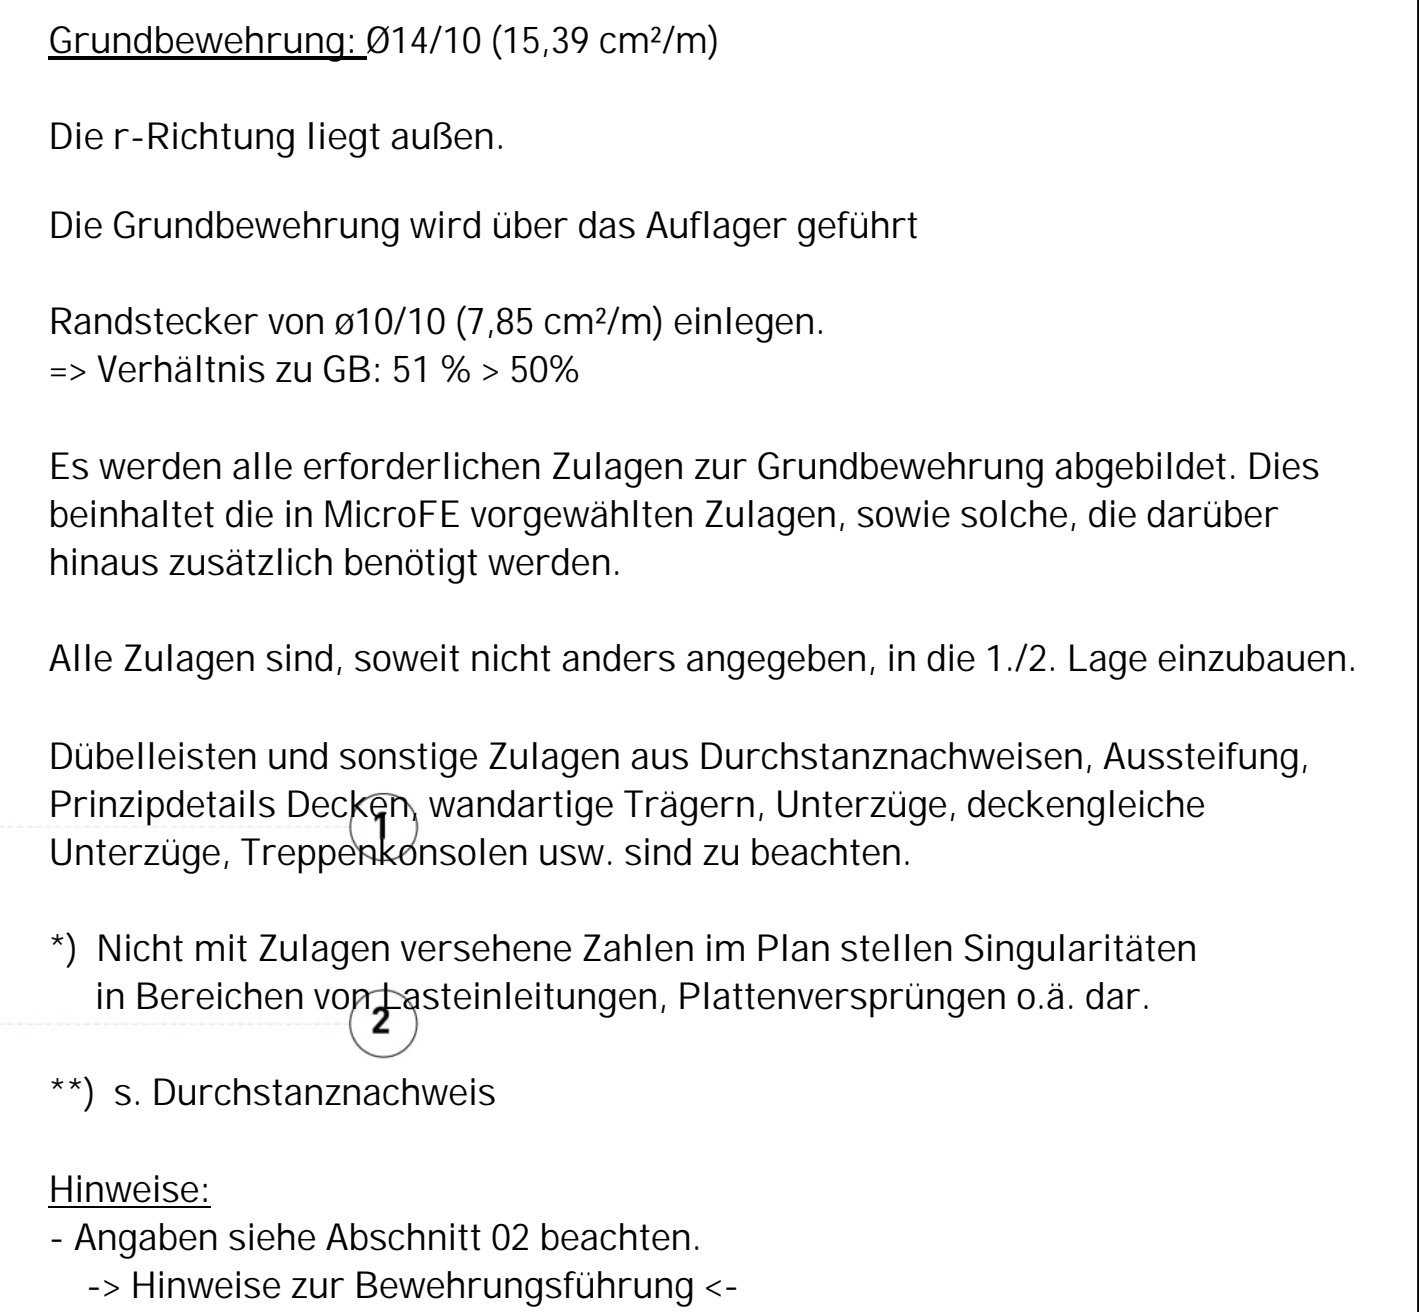 Grundbewehrung: Ø14/10 (15,39 cm²/m)
Die r-Richtung liegt außen.
Die Grundbewehrung wird über das Auflager geführt
Randstecker von ø10/10 (7,85 cm²/m) einlegen.
=> Verhältnis zu GB: 51 % > 50%
Es werden alle erforderlichen Zulagen zur Grundbewehrung abgebildet. Dies
beinhaltet die in MicroFE vorgewählten Zulagen, sowie solche, die darüber
hinaus zusätzlich benötigt werden.
Alle Zulagen sind, soweit nicht anders angegeben, in die 1./2. Lage einzubauen.
Dübelleisten und sonstige Zulagen aus Durchstanznachweisen, Aussteifung,
Prinzipdetails Decken, wandartige Trägern, Unterzüge, deckengleiche
1
Unterzüge, Treppenkonsolen usw. sind zu beachten.
*) Nicht mit Zulagen versehene Zahlen im Plan stellen Singularitäten
in Bereichen von Lasteinleitungen, Plattenversprüngen o.ä. dar.
2
**) s. Durchstanznachweis
Hinweise:
- Angaben siehe Abschnitt 02 beachten.
-> Hinweise zur Bewehrungsführung <-